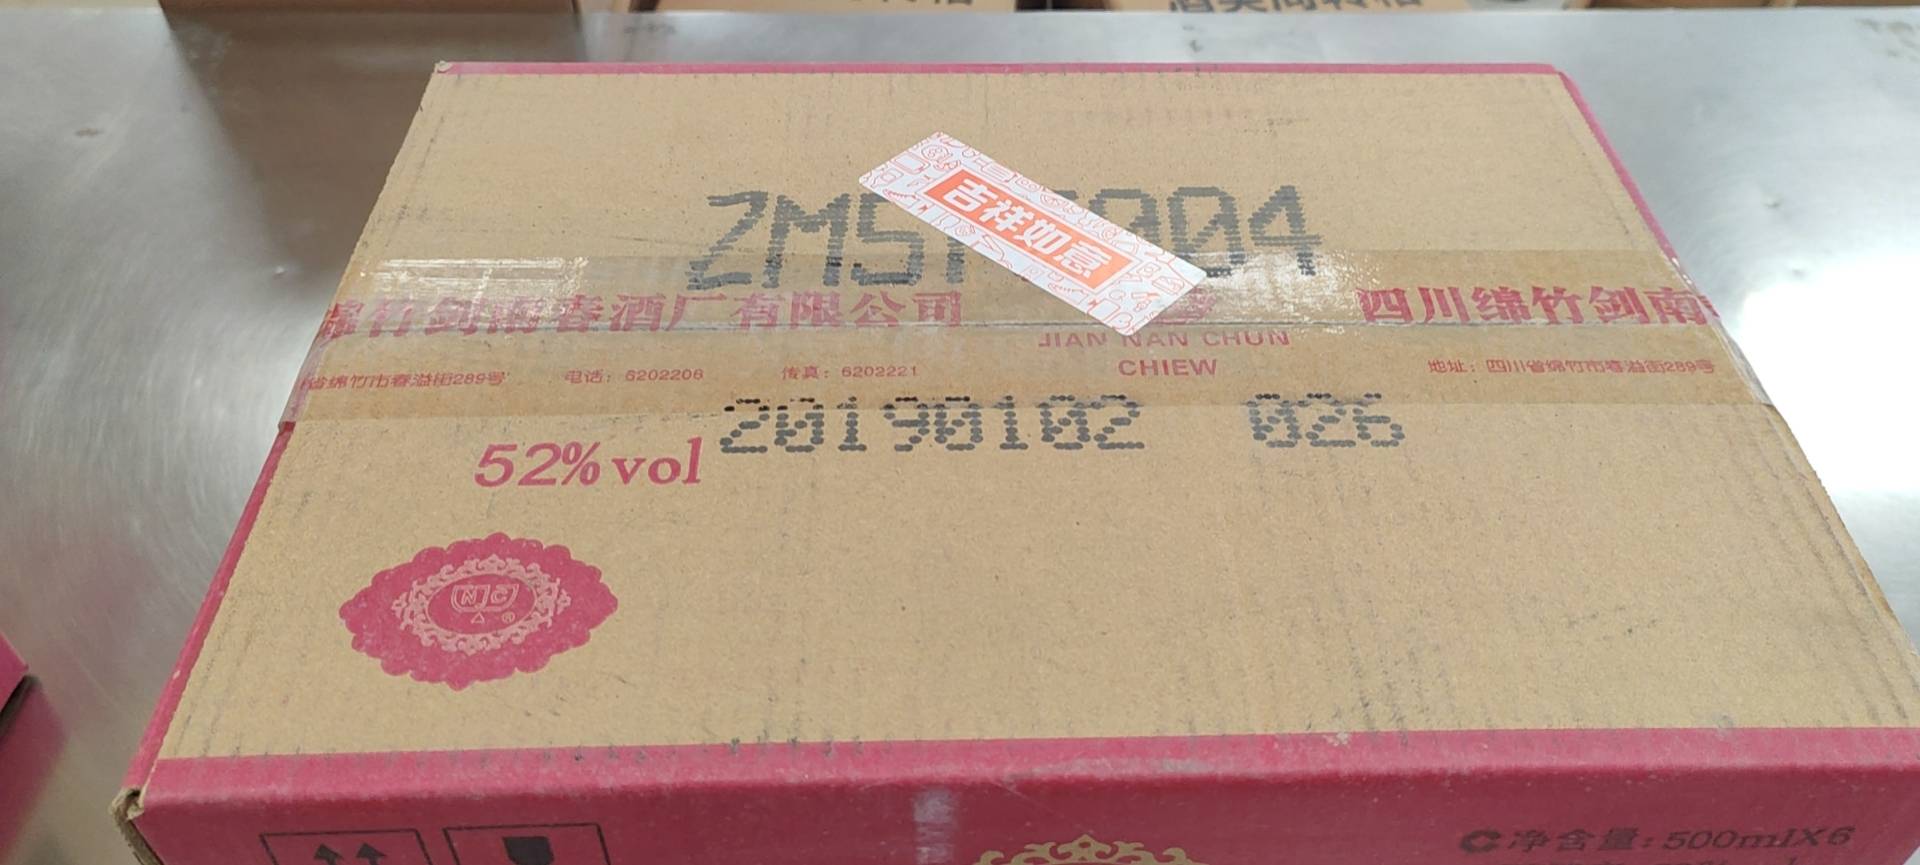 ZM5
904
吉祥如意
绵竹剑南春酒厂有限公司
四川绵竹剑南
JIAN NAN CHUN
CHIEW
省绵竹市春溢街289号
电话：6202206
传真：6202221
地址：四川省绵竹市春溢街289号
20190102 026
52% vol
NC
®
净含量:500mlX6